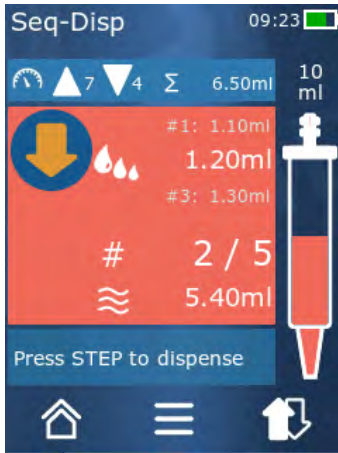 Seq-Disp 09:23
7 4 Σ 6.50ml
10
ml
#1: 1.10ml
1.20ml
#3: 1.30ml
# 2 / 5
5.40ml
Press STEP to dispense